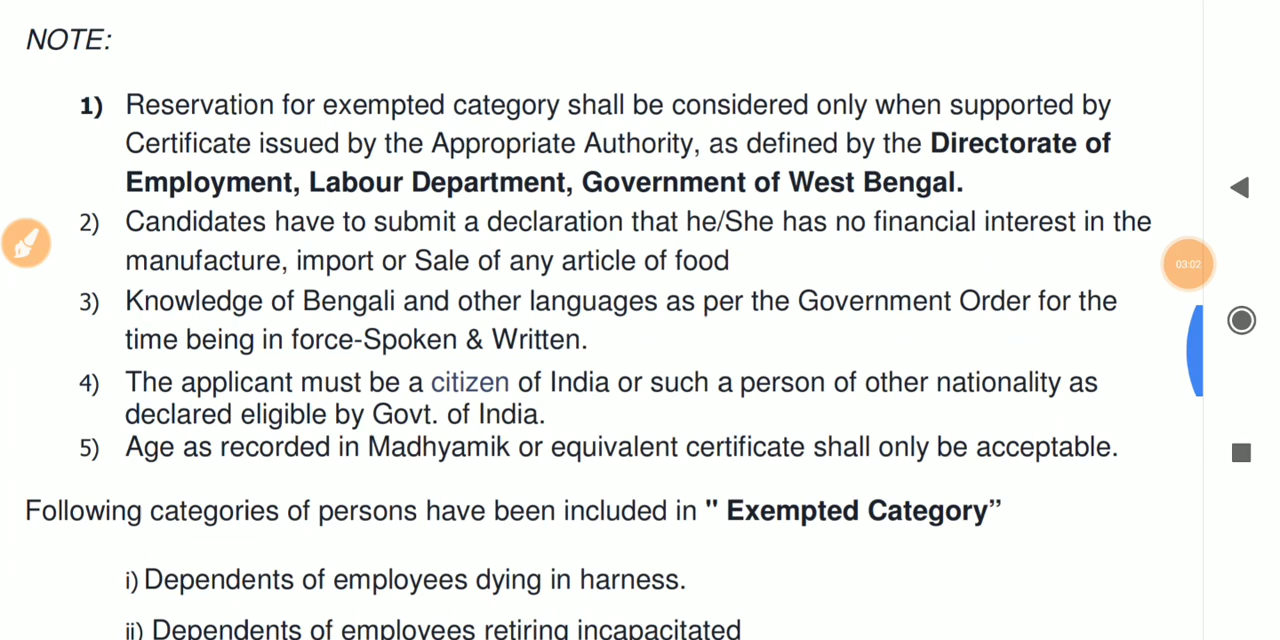 NOTE:
1) Reservation for exempted category shall be considered only when supported by
Certificate issued by the Appropriate Authority, as defined by the Directorate of
Employment, Labour Department, Government of West Bengal.
2) Candidates have to submit a declaration that he/She has no financial interest in the
manufacture, import or Sale of any article of food
3) Knowledge of Bengali and other languages as per the Government Order for the
time being in force-Spoken & Written.
4) The applicant must be a citizen of India or such a person of other nationality as
declared eligible by Govt. of India.
5) Age as recorded in Madhyamik or equivalent certificate shall only be acceptable.
Following categories of persons have been included in " Exempted Category”
i) Dependents of employees dying in harness.
ii) Dependents of employees retiring incapacitated
03:02